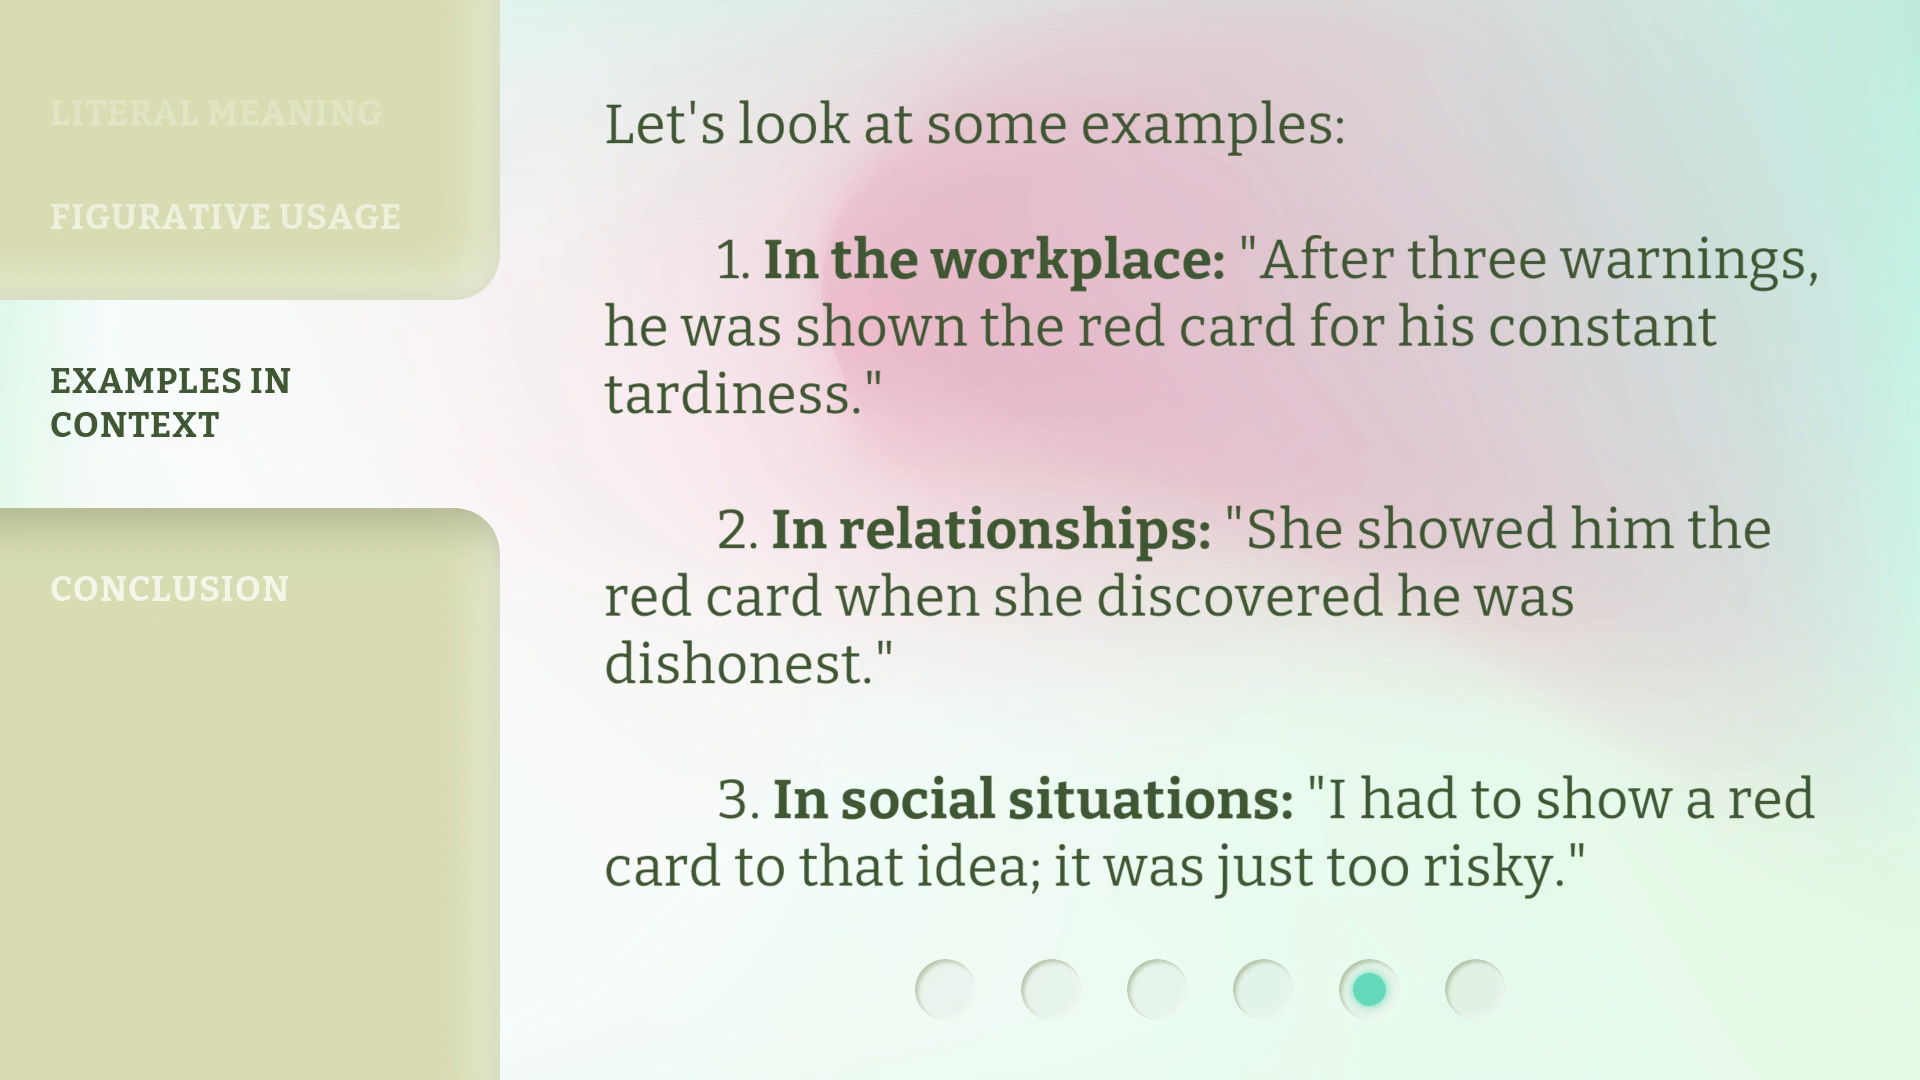 LITERAL MEANING
FIGURATIVE USAGE
EXAMPLES IN
CONTEXT
CONCLUSION
Let's look at some examples:
1. In the workplace: "After three warnings,
he was shown the red card for his constant
tardiness."
2. In relationships: "She showed him the
red card when she discovered he was
dishonest."
3. In social situations: "I had to show a red
card to that idea; it was just too risky."